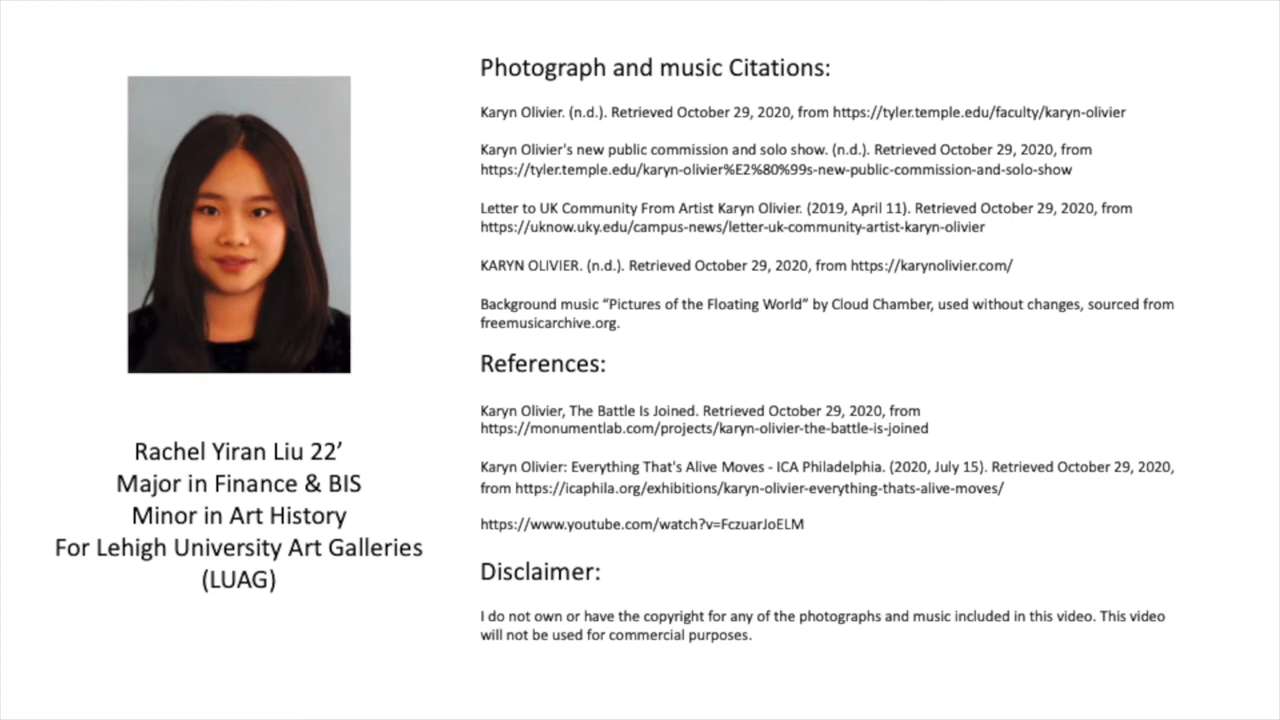 Rachel Yiran Liu 22’
Major in Finance & BIS
Minor in Art History
For Lehigh University Art Galleries
(LUAG)
Photograph and music Citations:
Karyn Olivier. (n.d.). Retrieved October 29, 2020, from https://tyler.temple.edu/faculty/karyn-olivier
Karyn Olivier's new public commission and solo show. (n.d.). Retrieved October 29, 2020, from
https://tyler.temple.edu/karyn-olivier%E2%80%99s-new-public-commission-and-solo-show
Letter to UK Community From Artist Karyn Olivier. (2019, April 11). Retrieved October 29, 2020, from
https://uknow.uky.edu/campus-news/letter-uk-community-artist-karyn-olivier
KARYN OLIVIER. (n.d.). Retrieved October 29, 2020, from https://karynolivier.com/
Background music “Pictures of the Floating World” by Cloud Chamber, used without changes, sourced from
freemusicarchive.org.
References:
Karyn Olivier, The Battle Is Joined. Retrieved October 29, 2020, from
https://monumentlab.com/projects/karyn-olivier-the-battle-is-joined
Karyn Olivier: Everything That's Alive Moves - ICA Philadelphia. (2020, July 15). Retrieved October 29, 2020,
from https://icaphila.org/exhibitions/karyn-olivier-everything-thats-alive-moves/
https://www.youtube.com/watch?v=FczuarJoELM
Disclaimer:
I do not own or have the copyright for any of the photographs and music included in this video. This video
will not be used for commercial purposes.